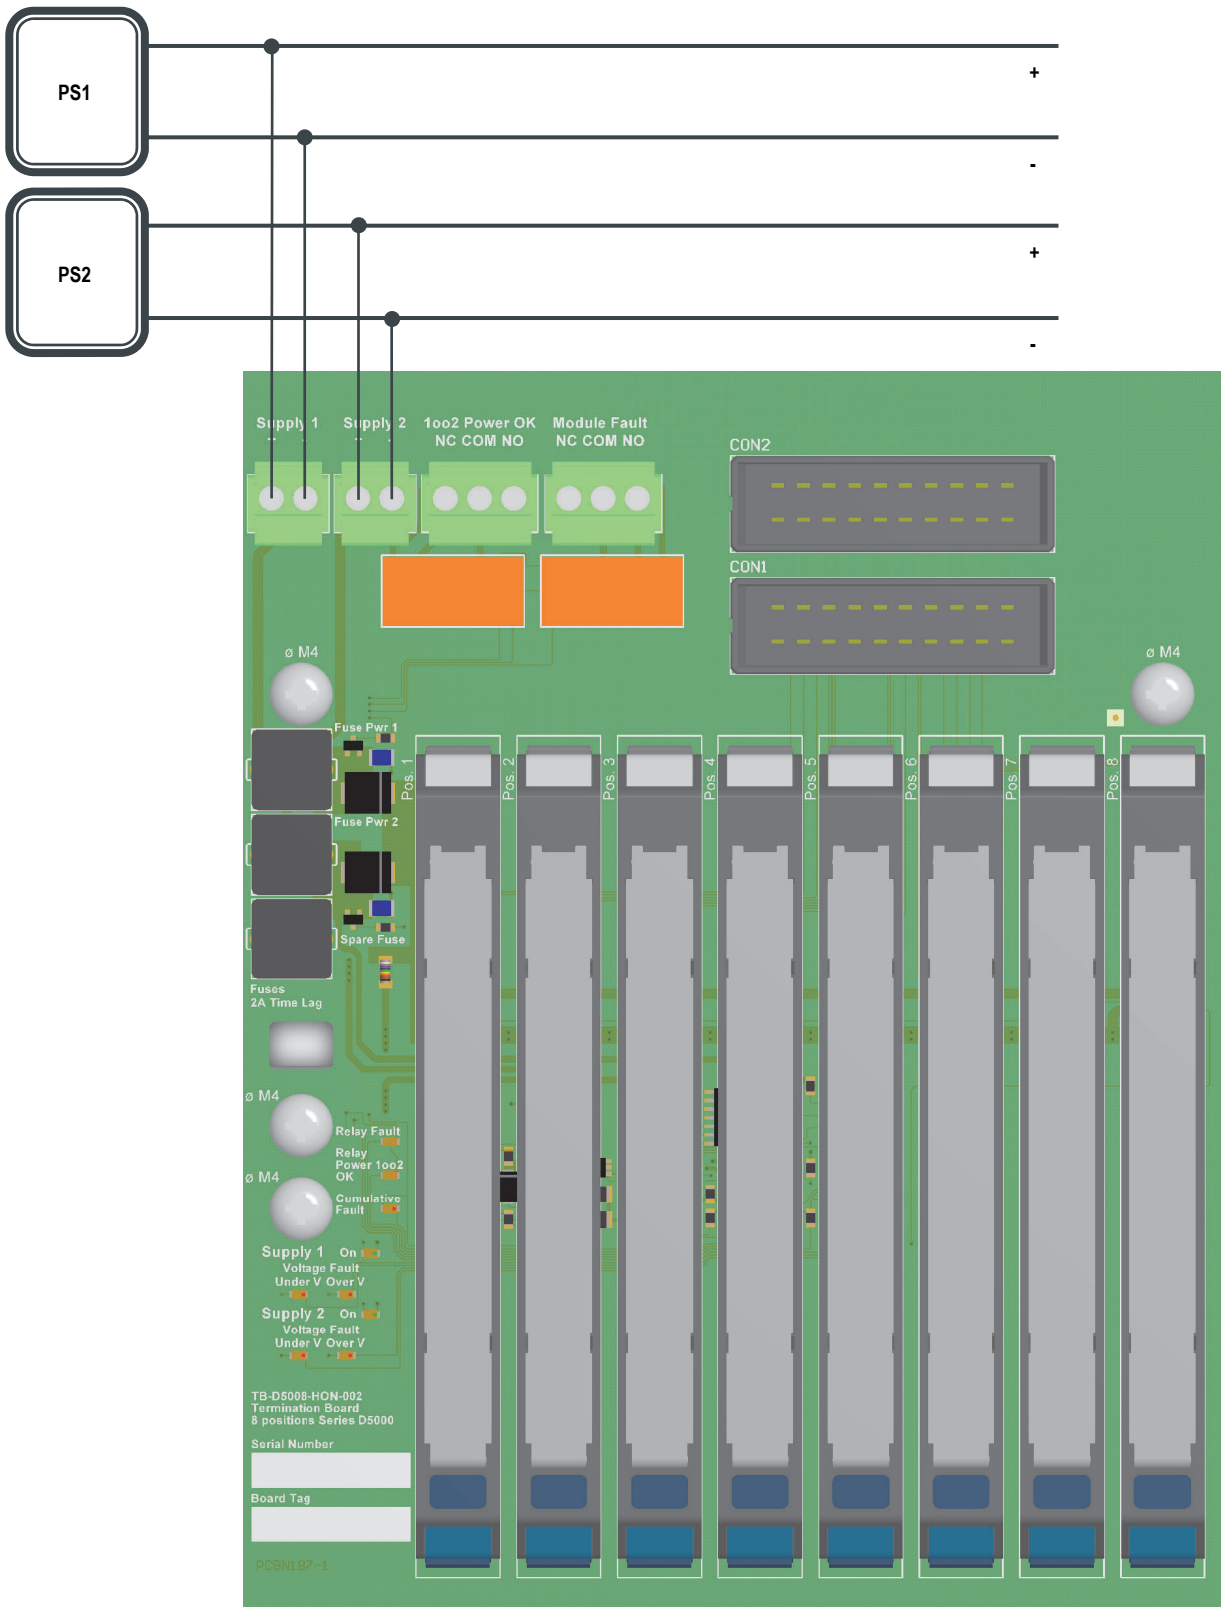 PS1
+
-
PS2
+
-
Supply 1
Supply 2
1oo2 Power OK
NC COM NO
Module Fault
NC COM NO
CON2
CON1
ø M4
ø M4
Fuse Pwr 1
Fuse Pwr 2
Spare Fuse
Fuses
2A Time Lag
Pos. 1
Pos. 2
Pos. 3
Pos. 4
Pos. 5
Pos. 6
Pos. 7
Pos. 8
ø M4
Relay Fault
Relay
Power 1oo2
OK
ø M4
Cumulative
Fault
Supply 1 On
Voltage Fault
Under V Over V
Supply 2 On
Voltage Fault
Under V Over V
TB-D5008-HON-002
Termination Board
8 positions Series D5000
Serial Number
Board Tag
PCBN187-1